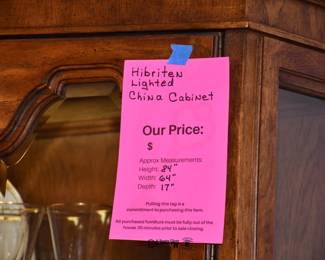 Hibriten
Lighted
China Cabinet
Our Price:
$
Approx Measurements:
Height: 84"
Width: 64"
Depth: 17"
Pulling this tag is a
commitment to purchasing this item.
All purchased furniture must be fully out of the
house 30 minutes prior to sale closing.